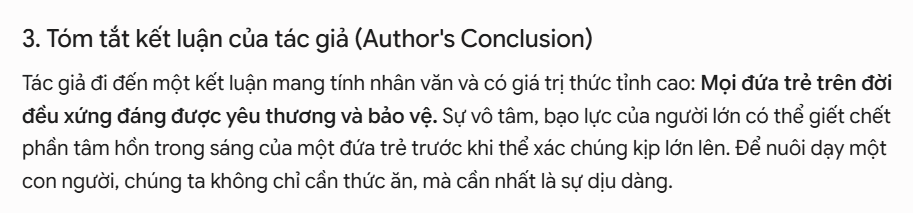 3. Tóm tắt kết luận của tác giả (Author's Conclusion)
Tác giả đi đến một kết luận mang tính nhân văn và có giá trị thức tỉnh cao: Mọi đứa trẻ trên đời
đều xứng đáng được yêu thương và bảo vệ. Sự vô tâm, bạo lực của người lớn có thể giết chết
phần tâm hồn trong sáng của một đứa trẻ trước khi thể xác chúng kịp lớn lên. Để nuôi dạy một
con người, chúng ta không chỉ cần thức ăn, mà cần nhất là sự dịu dàng.